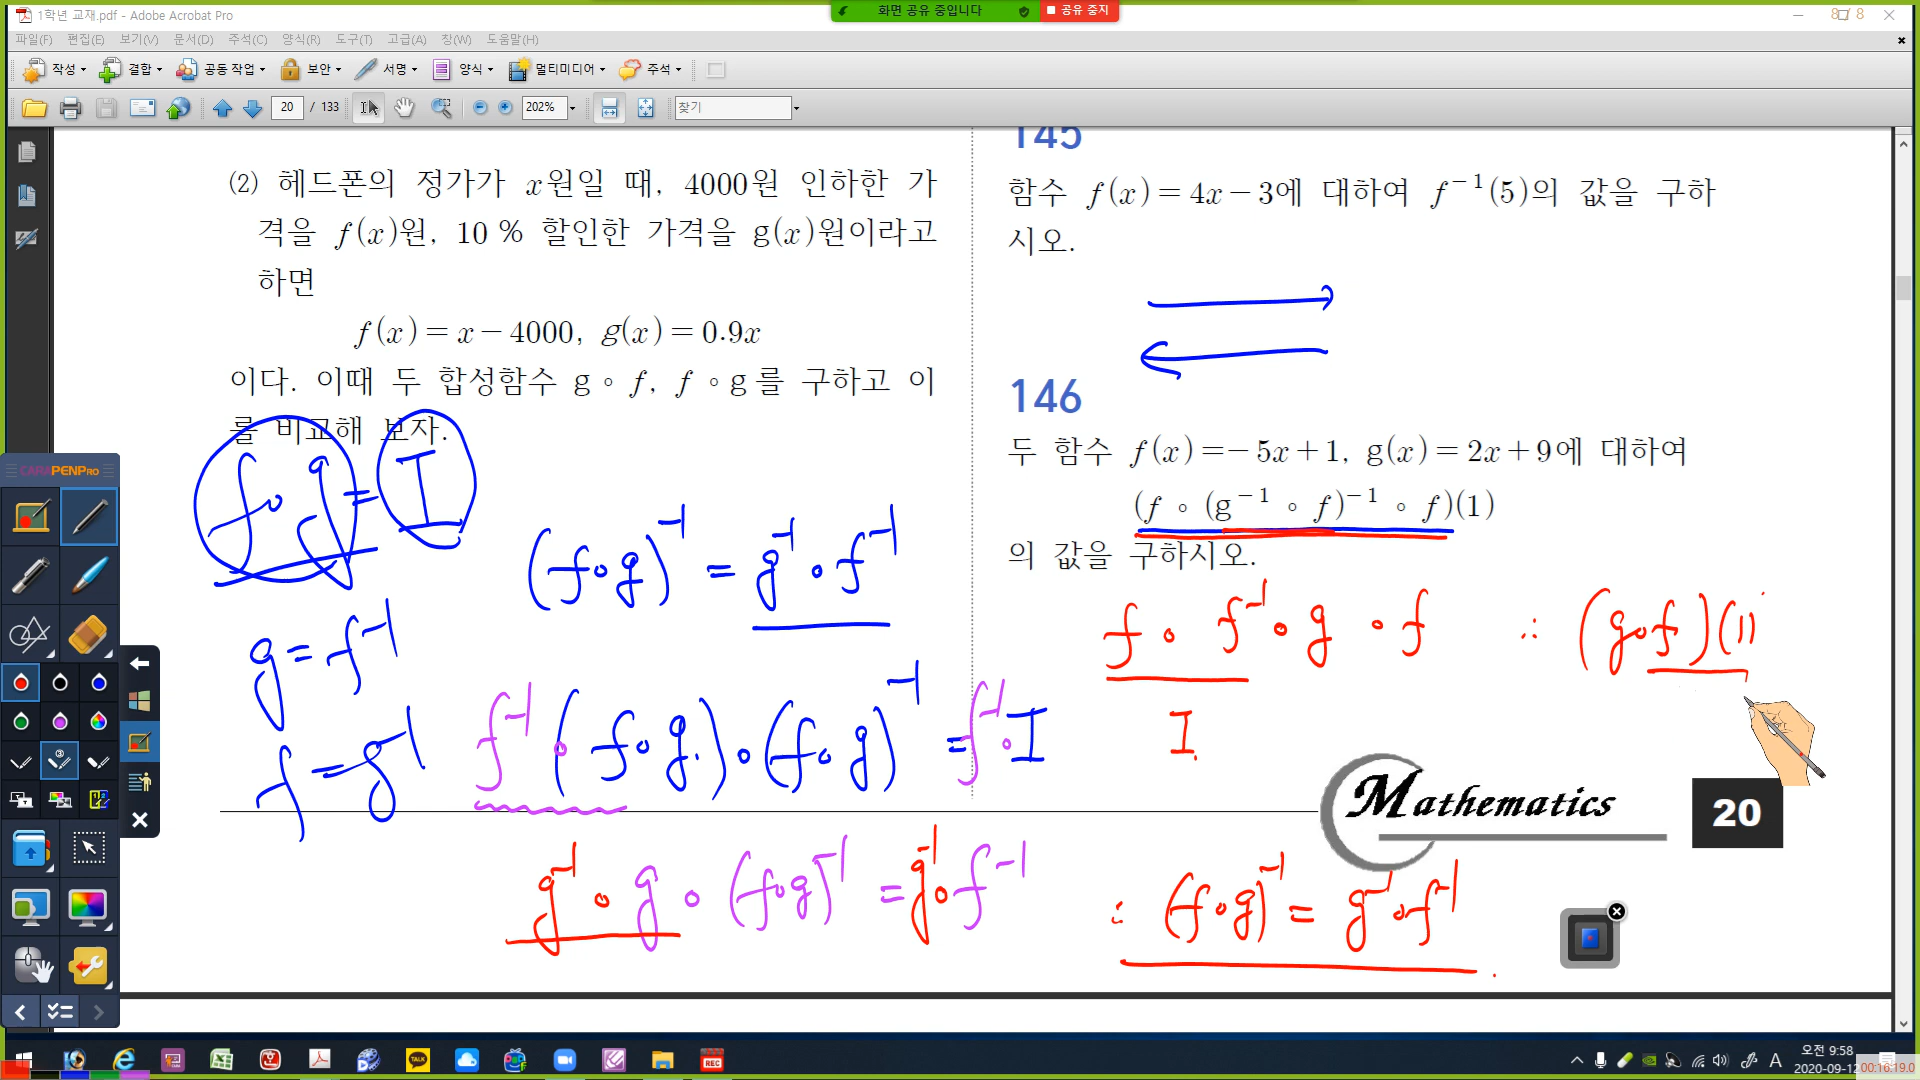 1학년 교재.pdf - Adobe Acrobat Pro
화면 공유 중입니다
공유 중지
8 / 8
파일(F) 편집(E) 보기(V) 문서(D) 주석(C) 양식(R) 도구(T) 고급(A) 창(W) 도움말(H)
작성 결합 공동 작업 보안 서명 양식 멀티미디어 주석
20 / 133 202% 찾기
(2) 헤드폰의 정가가 x원일 때, 4000원 인하한 가
격을 f(x)원, 10 % 할인한 가격을 g(x)원이라고
하면
f(x)=x-4000, g(x)=0.9x
이다. 이때 두 합성함수 g∘f, f∘g를 구하고 이
를 비교해 보자.
f∘g=I
(f∘g)⁻¹ = g⁻¹∘f⁻¹
g=f⁻¹
f=g⁻¹
f⁻¹∘(f∘g)∘(f∘g)⁻¹ = f⁻¹∘I
g⁻¹∘g∘(f∘g)⁻¹ = g⁻¹∘f⁻¹
145
함수 f(x)=4x-3에 대하여 f⁻¹(5)의 값을 구하
시오.
146
두 함수 f(x)=-5x+1, g(x)=2x+9에 대하여
(f∘(g⁻¹∘f)⁻¹∘f)(1)
의 값을 구하시오.
f∘f⁻¹∘g∘f ∴ (g∘f)(1)
I
Mathematics 20
∴ (f∘g)⁻¹ = g⁻¹∘f⁻¹
CARAPENPRO
TALK
REC
A
오전 9:58
2020-09-12
00:16:19.0